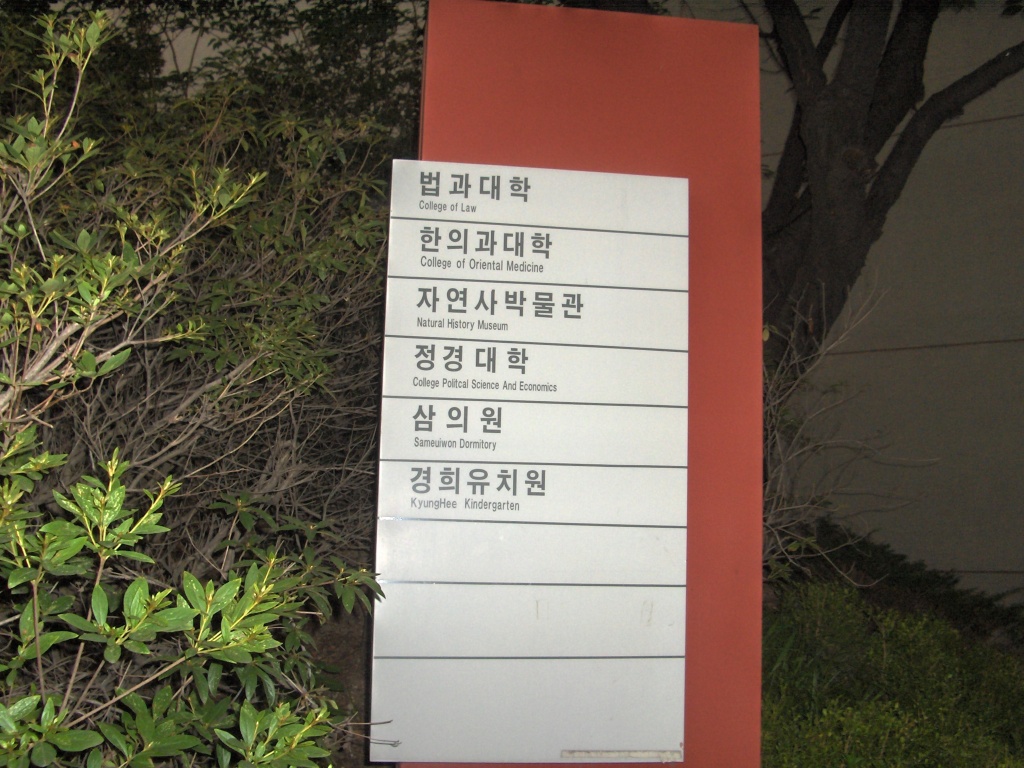 법과대학
College of Law
한의과대학
College of Oriental Medicine
자연사박물관
Natural History Museum
정경대학
College Politcal Science And Economics
삼의원
Sameuiwon Dormitory
경희유치원
KyungHee Kindergarten